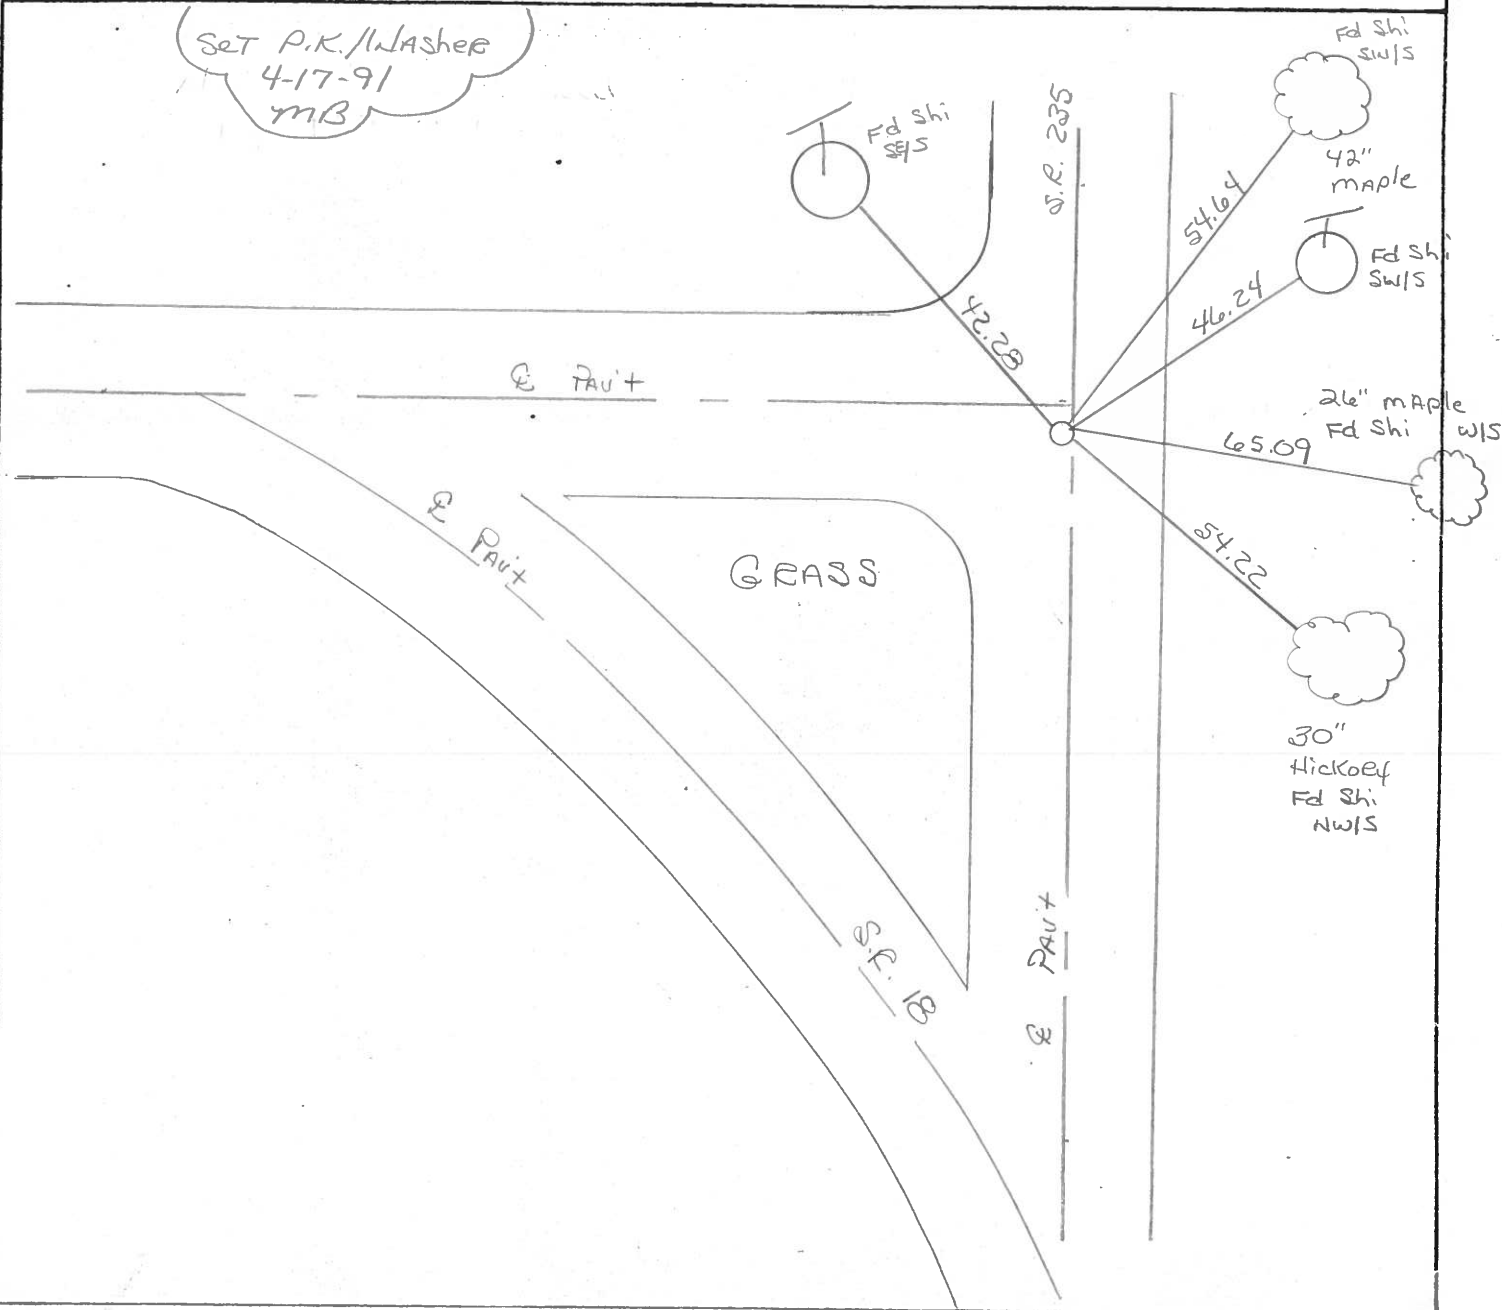 SET P.K./WASHER
4-17-91
MB
Fd Shi
SW/S
42"
MAPLE
Fd Shi
SE/S
S.R. 235
54.64
Fd Shi
SW/S
46.24
42.28
℄ PAV'T
26" MAPLE
Fd Shi W/S
65.09
℄ PAV'T
54.22
GRASS
30"
HICKORY
Fd Shi
NW/S
S.R. 18
℄ PAV'T